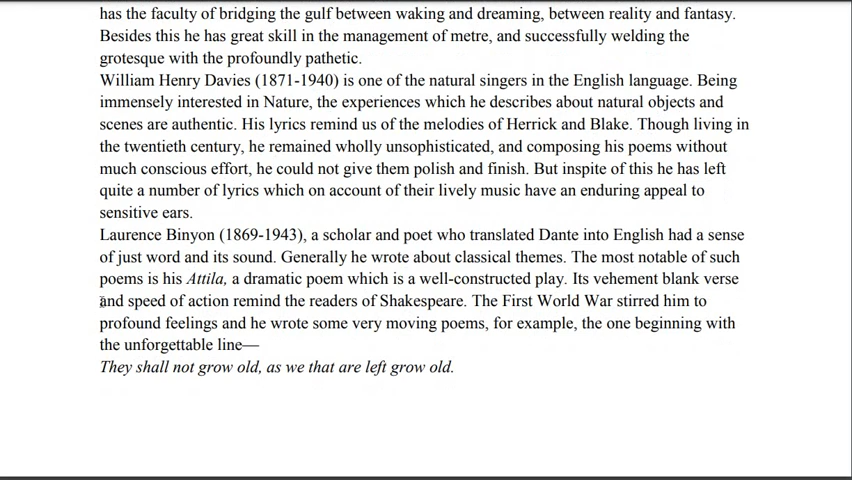 has the faculty of bridging the gulf between waking and dreaming, between reality and fantasy.
Besides this he has great skill in the management of metre, and successfully welding the
grotesque with the profoundly pathetic.
William Henry Davies (1871-1940) is one of the natural singers in the English language. Being
immensely interested in Nature, the experiences which he describes about natural objects and
scenes are authentic. His lyrics remind us of the melodies of Herrick and Blake. Though living in
the twentieth century, he remained wholly unsophisticated, and composing his poems without
much conscious effort, he could not give them polish and finish. But inspite of this he has left
quite a number of lyrics which on account of their lively music have an enduring appeal to
sensitive ears.
Laurence Binyon (1869-1943), a scholar and poet who translated Dante into English had a sense
of just word and its sound. Generally he wrote about classical themes. The most notable of such
poems is his Attila, a dramatic poem which is a well-constructed play. Its vehement blank verse
and speed of action remind the readers of Shakespeare. The First World War stirred him to
profound feelings and he wrote some very moving poems, for example, the one beginning with
the unforgettable line—
They shall not grow old, as we that are left grow old.